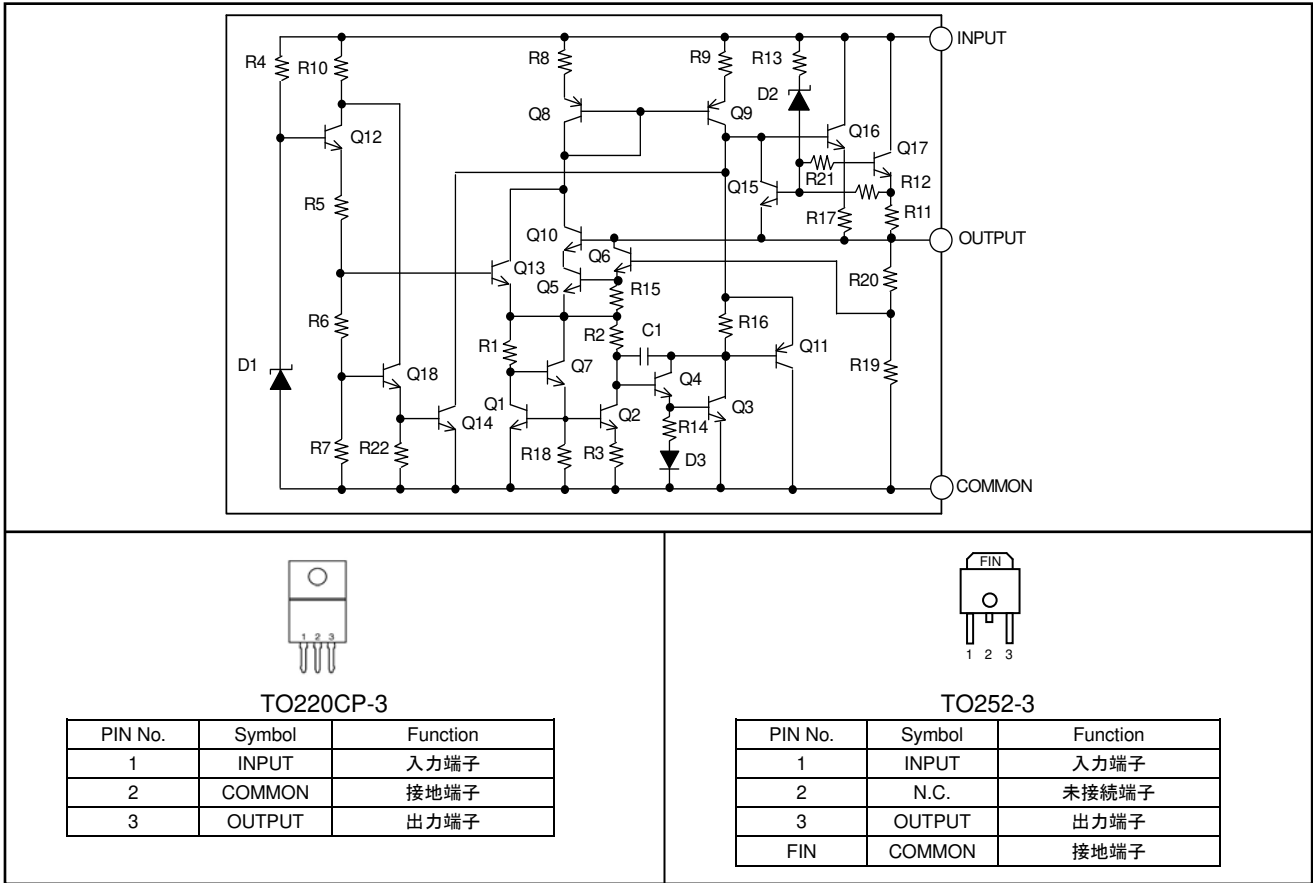 INPUT
R4
R10
R8
R9
R13
D2
Q8
Q9
Q12
Q16
Q17
R21
Q15
R12
R5
R17
R11
Q10
OUTPUT
Q6
Q13
Q5
R15
R20
R6
R2
C1
R16
R1
Q11
D1
Q7
R19
Q18
Q4
Q1
Q2
Q3
Q14
R14
R7
R22
R18
R3
D3
COMMON
1 2 3
TO220CP-3
PIN No. Symbol Function
1 INPUT 入力端子
2 COMMON 接地端子
3 OUTPUT 出力端子
FIN
1 2 3
TO252-3
PIN No. Symbol Function
1 INPUT 入力端子
2 N.C. 未接続端子
3 OUTPUT 出力端子
FIN COMMON 接地端子